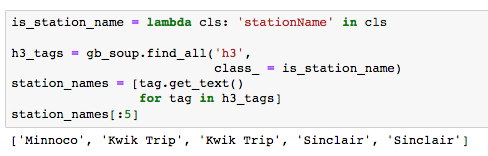 is_station_name = lambda cls: 'stationName' in cls
h3_tags = gb_soup.find_all('h3',
class_ = is_station_name)
station_names = [tag.get_text()
for tag in h3_tags]
station_names[:5]
['Minnoco', 'Kwik Trip', 'Kwik Trip', 'Sinclair', 'Sinclair']